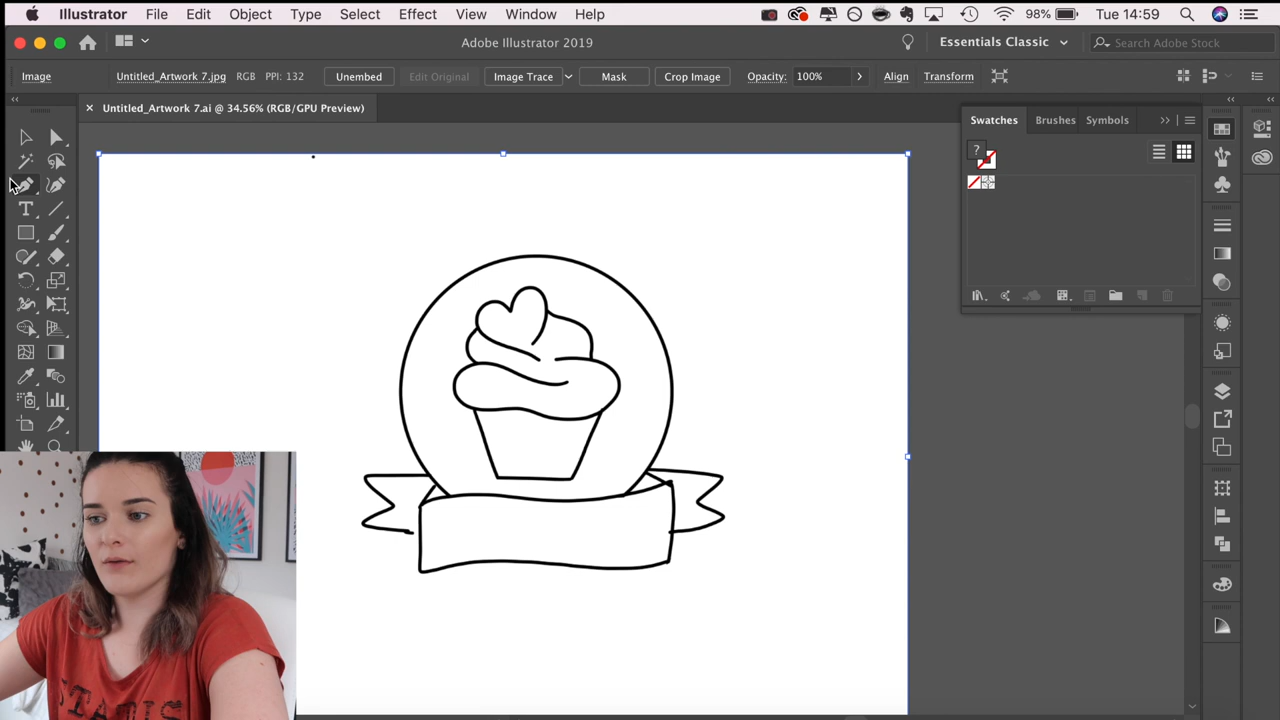 Illustrator File Edit Object Type Select Effect View Window Help 98% Tue 14:59
Adobe Illustrator 2019 Essentials Classic Search Adobe Stock
Image Untitled_Artwork 7.jpg RGB PPI: 132 Unembed Edit Original Image Trace Mask Crop Image Opacity: 100% Align Transform
× Untitled_Artwork 7.ai @ 34.56% (RGB/GPU Preview)
Swatches Brushes Symbols
?